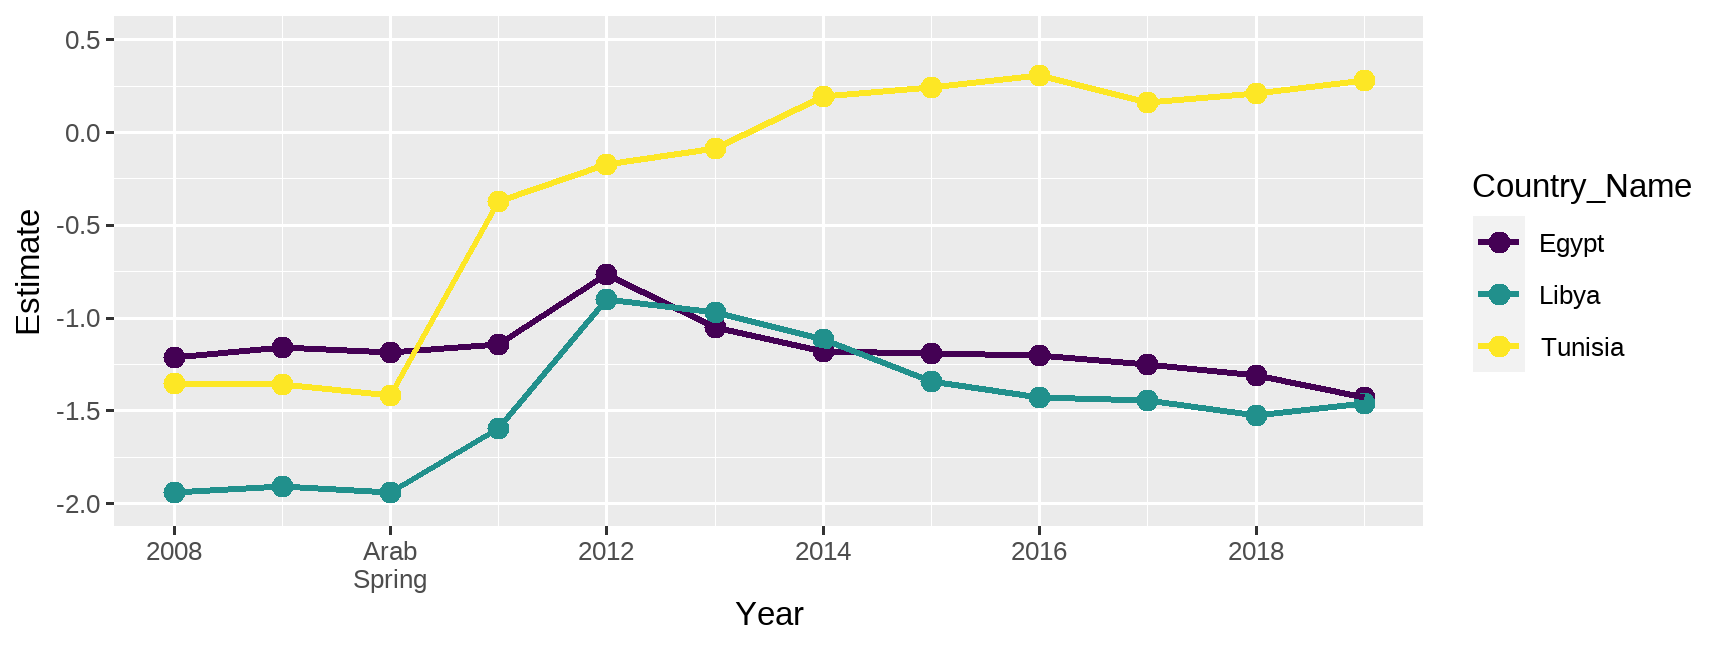 0.5
0.0
-0.5
-1.0
-1.5
-2.0
Estimate
2008
Arab
Spring
2012
2014
2016
2018
Year
Country_Name
Egypt
Libya
Tunisia